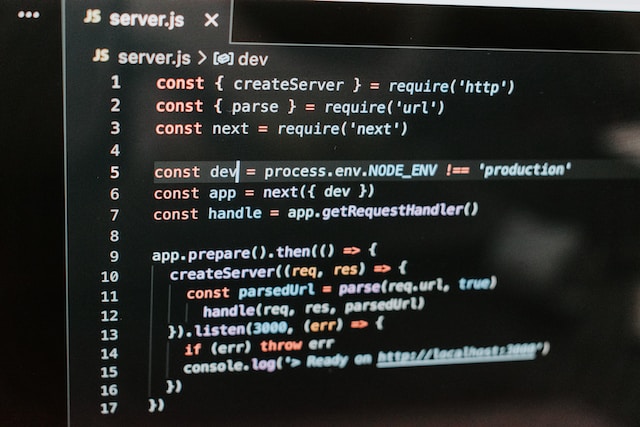 JS server.js ×
JS server.js > dev
1 const { createServer } = require('http')
2 const { parse } = require('url')
3 const next = require('next')
4
5 const dev = process.env.NODE_ENV !== 'production'
6 const app = next({ dev })
7 const handle = app.getRequestHandler()
8
9 app.prepare().then(() => {
10 createServer((req, res) => {
11 const parsedUrl = parse(req.url, true)
12 handle(req, res, parsedUrl)
13 }).listen(3000, (err) => {
14 if (err) throw err
15 console.log('> Ready on http://localhost:3000')
16 })
17 })